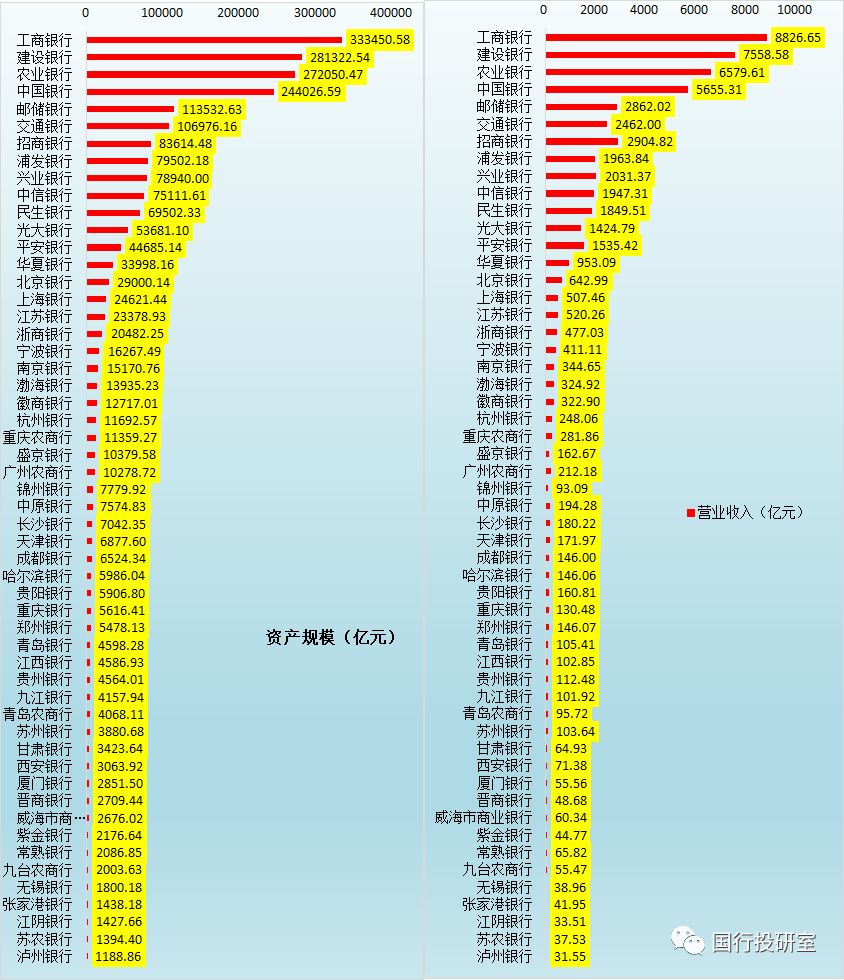 0 100000 200000 300000 400000
工商银行 333450.58
建设银行 281322.54
农业银行 272050.47
中国银行 244026.59
邮储银行 113532.63
交通银行 106976.16
招商银行 83614.48
浦发银行 79502.18
兴业银行 78940.00
中信银行 75111.61
民生银行 69502.33
光大银行 53681.10
平安银行 44685.14
华夏银行 33998.16
北京银行 29000.14
上海银行 24621.44
江苏银行 23378.93
浙商银行 20482.25
宁波银行 16267.49
南京银行 15170.76
渤海银行 13935.23
徽商银行 12717.01
杭州银行 11692.57
重庆农商行 11359.27
盛京银行 10379.58
广州农商行 10278.72
锦州银行 7779.92
中原银行 7574.83
长沙银行 7042.35
天津银行 6877.60
成都银行 6524.34
哈尔滨银行 5986.04
贵阳银行 5906.80
重庆银行 5616.41
郑州银行 5478.13
青岛银行 4598.28
江西银行 4586.93
贵州银行 4564.01
九江银行 4157.94
青岛农商行 4068.11
苏州银行 3880.68
甘肃银行 3423.64
西安银行 3063.92
厦门银行 2851.50
晋商银行 2709.44
威海市商… 2676.02
紫金银行 2176.64
常熟银行 2086.85
九台农商行 2003.63
无锡银行 1800.18
张家港银行 1438.18
江阴银行 1427.66
苏农银行 1394.40
泸州银行 1188.86
资产规模（亿元）
0 2000 4000 6000 8000 10000
工商银行 8826.65
建设银行 7558.58
农业银行 6579.61
中国银行 5655.31
邮储银行 2862.02
交通银行 2462.00
招商银行 2904.82
浦发银行 1963.84
兴业银行 2031.37
中信银行 1947.31
民生银行 1849.51
光大银行 1424.79
平安银行 1535.42
华夏银行 953.09
北京银行 642.99
上海银行 507.46
江苏银行 520.26
浙商银行 477.03
宁波银行 411.11
南京银行 344.65
渤海银行 324.92
徽商银行 322.90
杭州银行 248.06
重庆农商行 281.86
盛京银行 162.67
广州农商行 212.18
锦州银行 93.09
中原银行 194.28
长沙银行 180.22
天津银行 171.97
成都银行 146.00
哈尔滨银行 146.06
贵阳银行 160.81
重庆银行 130.48
郑州银行 146.07
青岛银行 105.41
江西银行 102.85
贵州银行 112.48
九江银行 101.92
青岛农商行 95.72
苏州银行 103.64
甘肃银行 64.93
西安银行 71.38
厦门银行 55.56
晋商银行 48.68
威海市商业银行 60.34
紫金银行 44.77
常熟银行 65.82
九台农商行 55.47
无锡银行 38.96
张家港银行 41.95
江阴银行 33.51
苏农银行 37.53
泸州银行 31.55
营业收入（亿元）
国行投研室